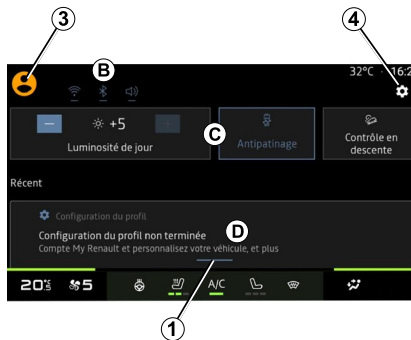 3
4
B
32°C 16:2
+5
C
Luminosité de jour
Antipatinage
Contrôle en
descente
Récent
Configuration du profil
Configuration du profil non terminée
D
Compte My Renault et personnalisez votre véhicule, et plus
20
5
A/C
1